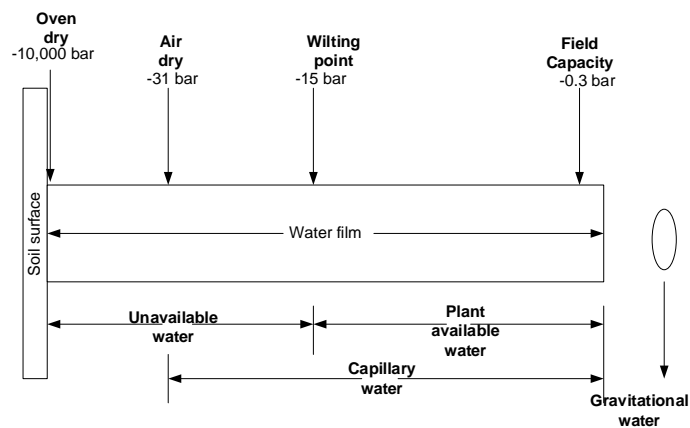 Oven
dry
-10,000 bar
Air
dry
-31 bar
Wilting
point
-15 bar
Field
Capacity
-0.3 bar
Soil surface
Water film
Unavailable
water
Plant
available
water
Capillary
water
Gravitational
water